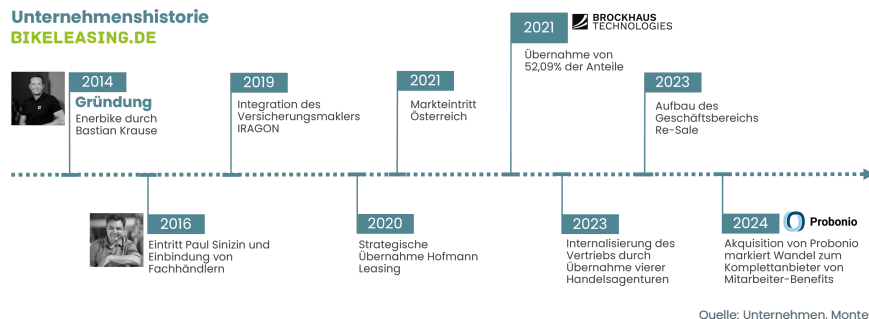 Unternehmenshistorie
BIKELEASING.DE
2014
Gründung
Enerbike durch
Bastian Krause
2016
Eintritt Paul Sinizin und
Einbindung von
Fachhändlern
2019
Integration des
Versicherungsmaklers
IRAGON
2020
Strategische
Übernahme Hofmann
Leasing
2021
Markteintritt
Österreich
2021
BROCKHAUS
TECHNOLOGIES
Übernahme von
52,09% der Anteile
2023
Internalisierung des
Vertriebs durch
Übernahme vierer
Handelsagenturen
2023
Aufbau des
Geschäftsbereichs
Re-Sale
2024
Probonio
Akquisition von Probonio
markiert Wandel zum
Komplettanbieter von
Mitarbeiter-Benefits
Quelle: Unternehmen, Monte